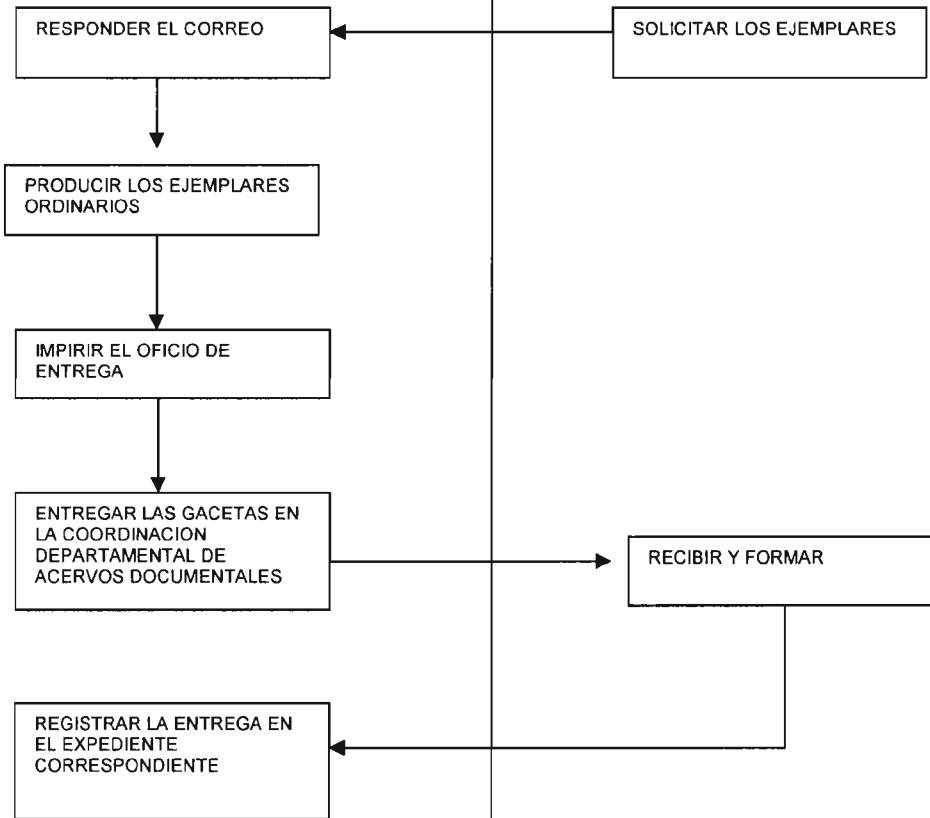 RESPONDER EL CORREO
SOLICITAR LOS EJEMPLARES
PRODUCIR LOS EJEMPLARES
ORDINARIOS
IMPIRIR EL OFICIO DE
ENTREGA
ENTREGAR LAS GACETAS EN
LA COORDINACION
DEPARTAMENTAL DE
ACERVOS DOCUMENTALES
RECIBIR Y FORMAR
REGISTRAR LA ENTREGA EN
EL EXPEDIENTE
CORRESPONDIENTE